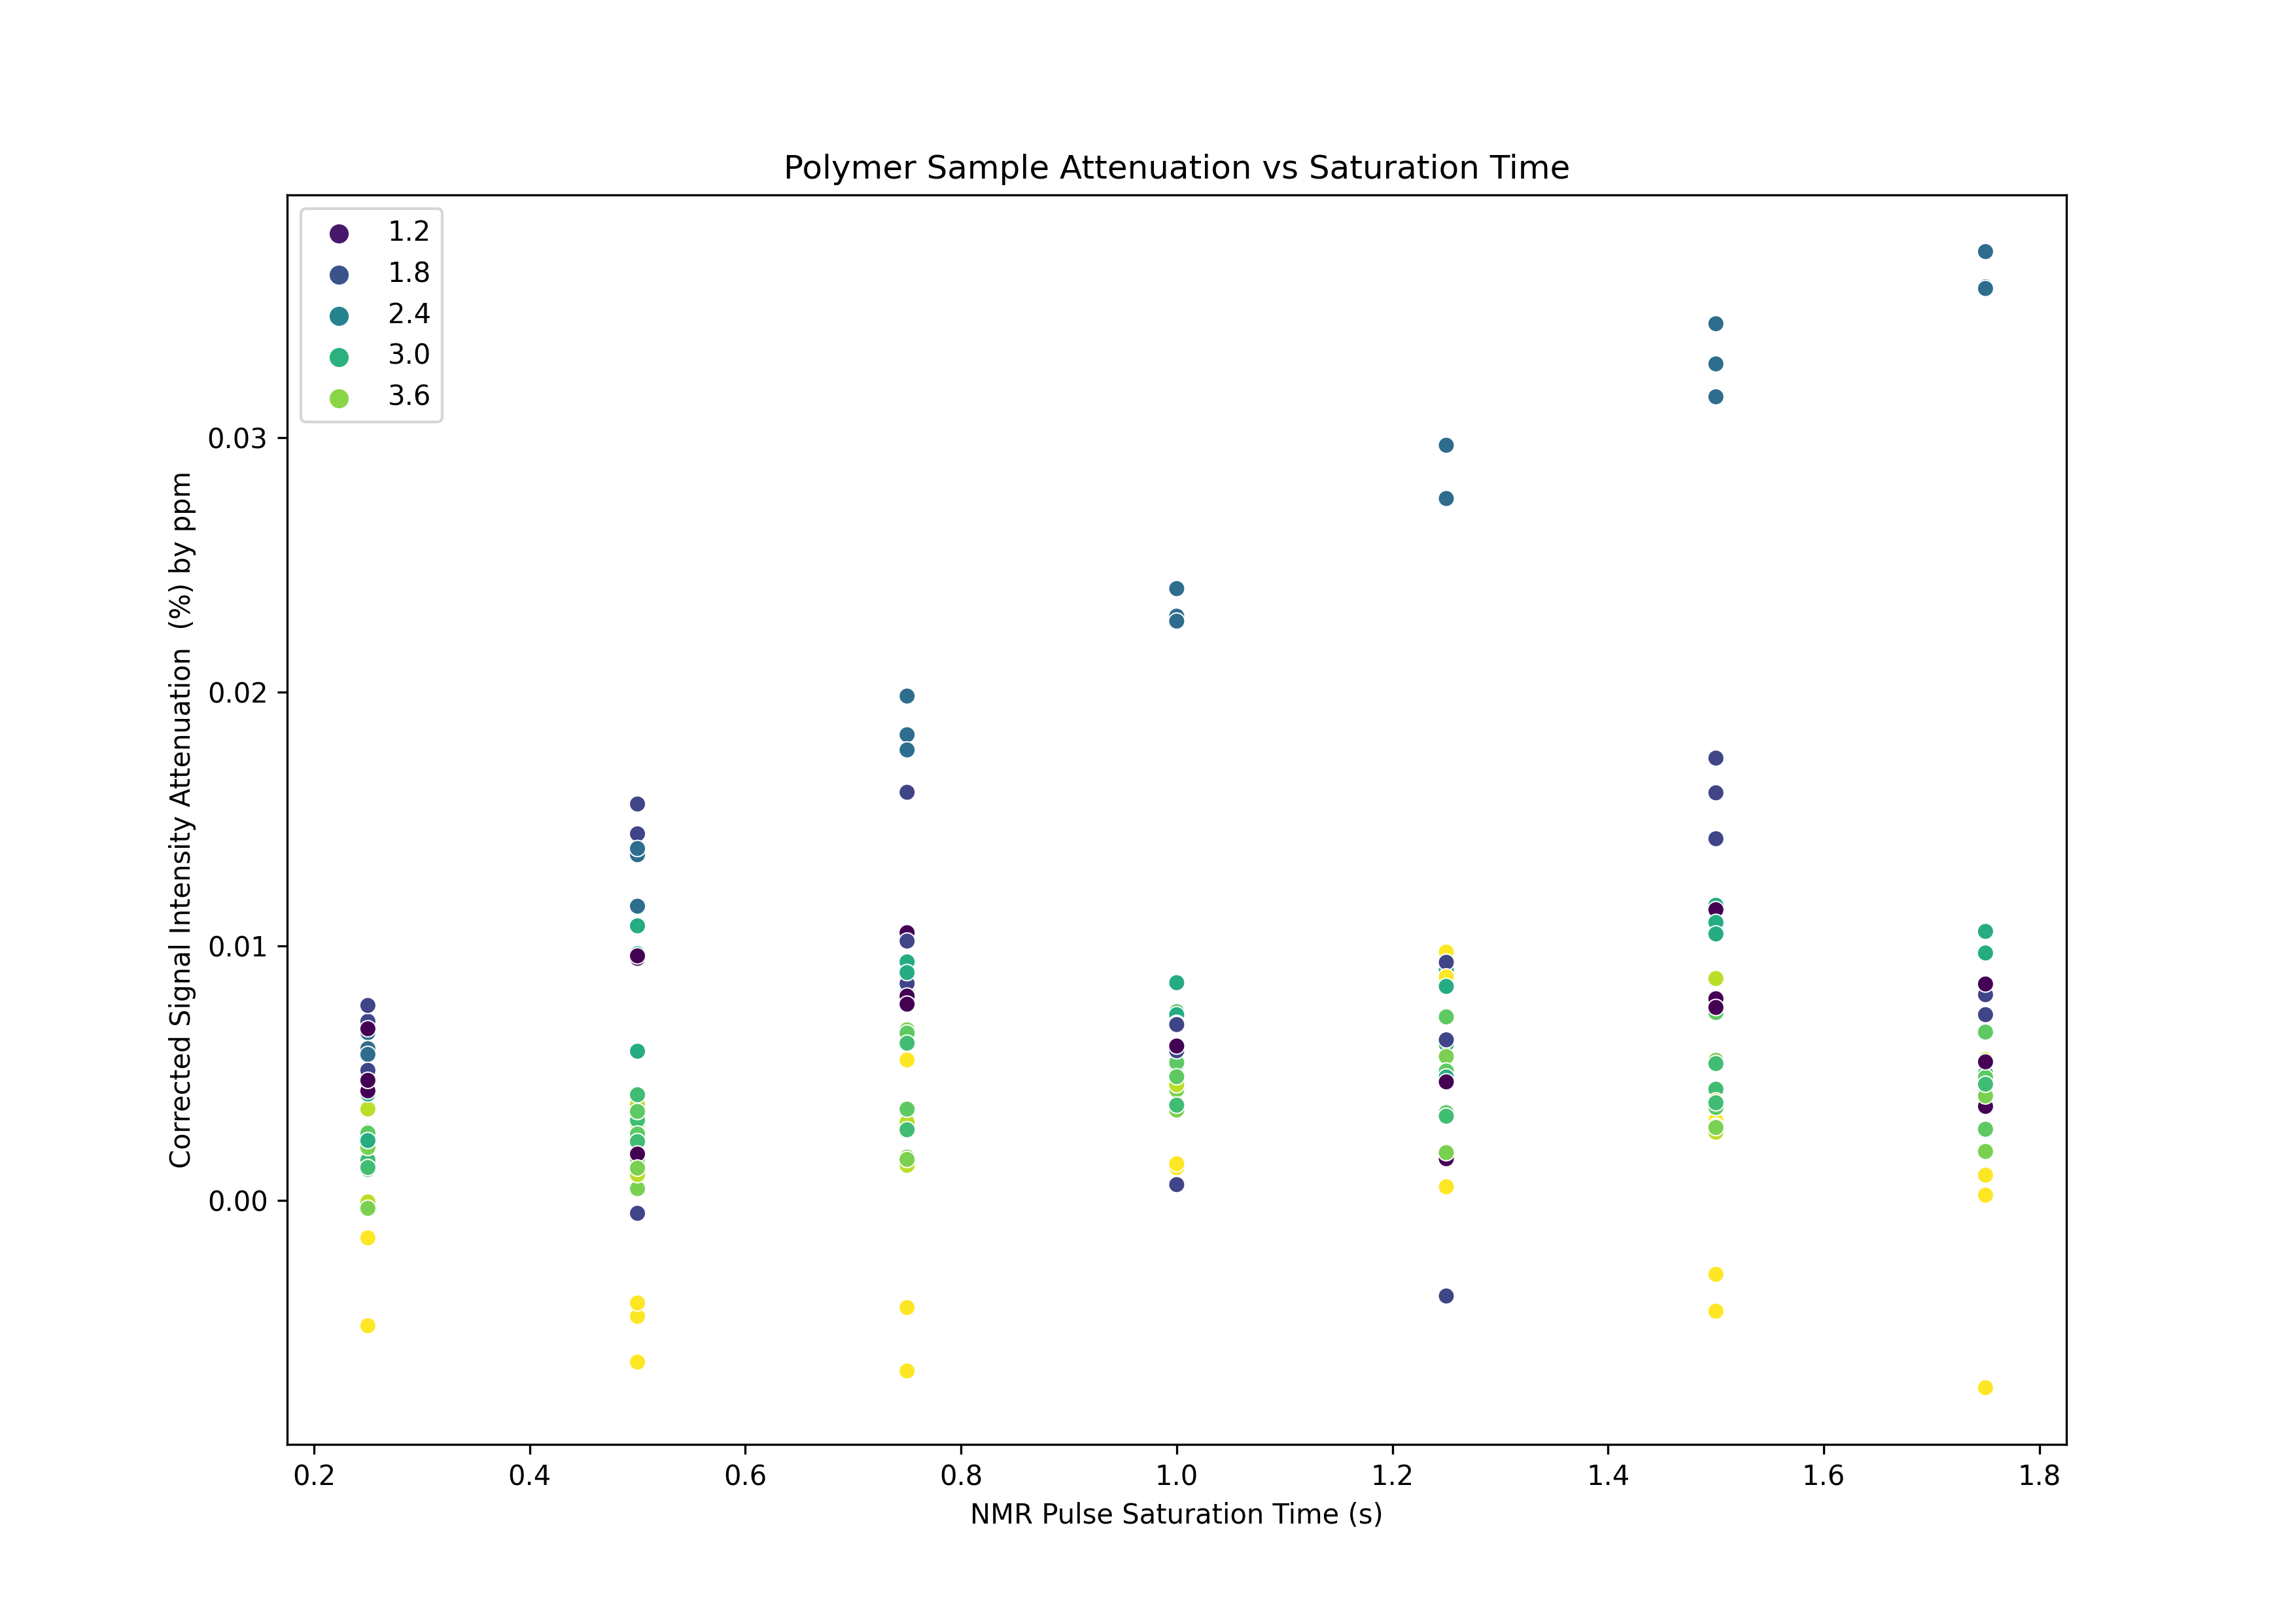 Polymer Sample Attenuation vs Saturation Time
1.2
1.8
2.4
3.0
3.6
0.03
0.02
0.01
0.00
Corrected Signal Intensity Attenuation  (%) by ppm
0.2 0.4 0.6 0.8 1.0 1.2 1.4 1.6 1.8
NMR Pulse Saturation Time (s)